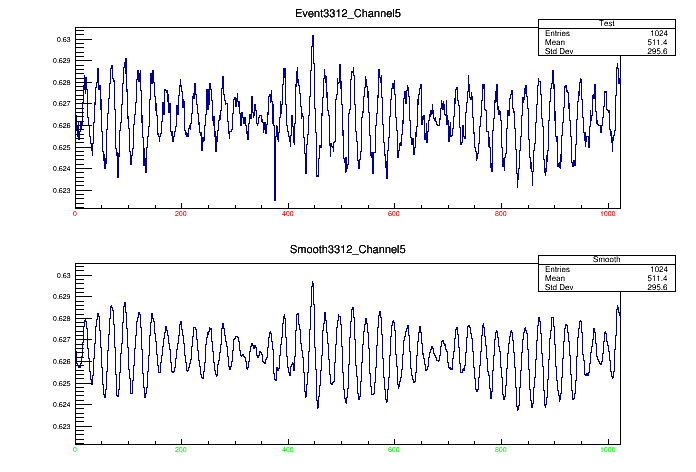 Event3312_Channel5
Test
Entries 1024
Mean 511.4
Std Dev 295.6
0.63
0.629
0.628
0.627
0.626
0.625
0.624
0.623
0 200 400 600 800 1000
Smooth3312_Channel5
Smooth
Entries 1024
Mean 511.4
Std Dev 295.6
0.63
0.629
0.628
0.627
0.626
0.625
0.624
0.623
0 200 400 600 800 1000